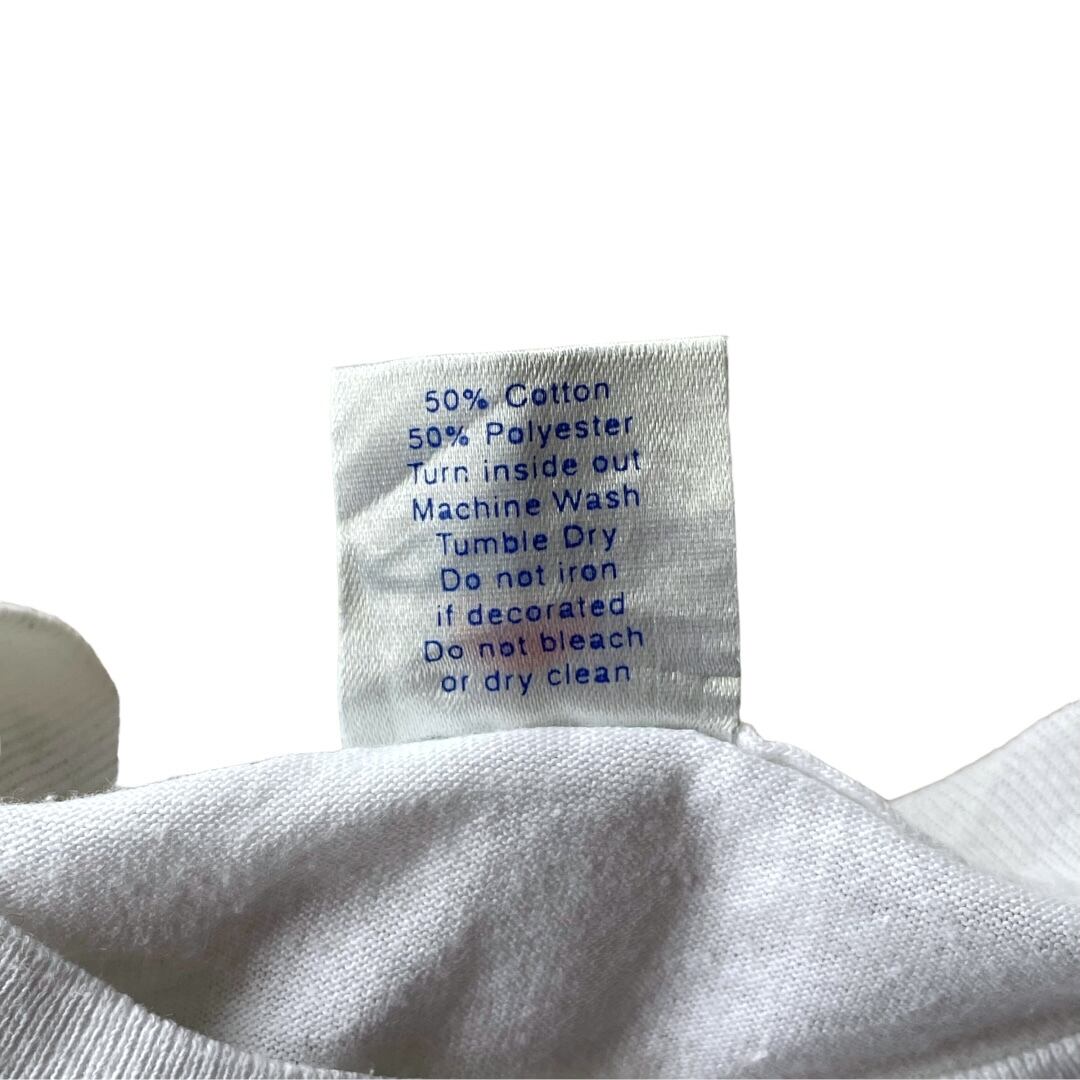 50% Cotton
50% Polyester
Turn inside out
Machine Wash
Tumble Dry
Do not iron
if decorated
Do not bleach
or dry clean